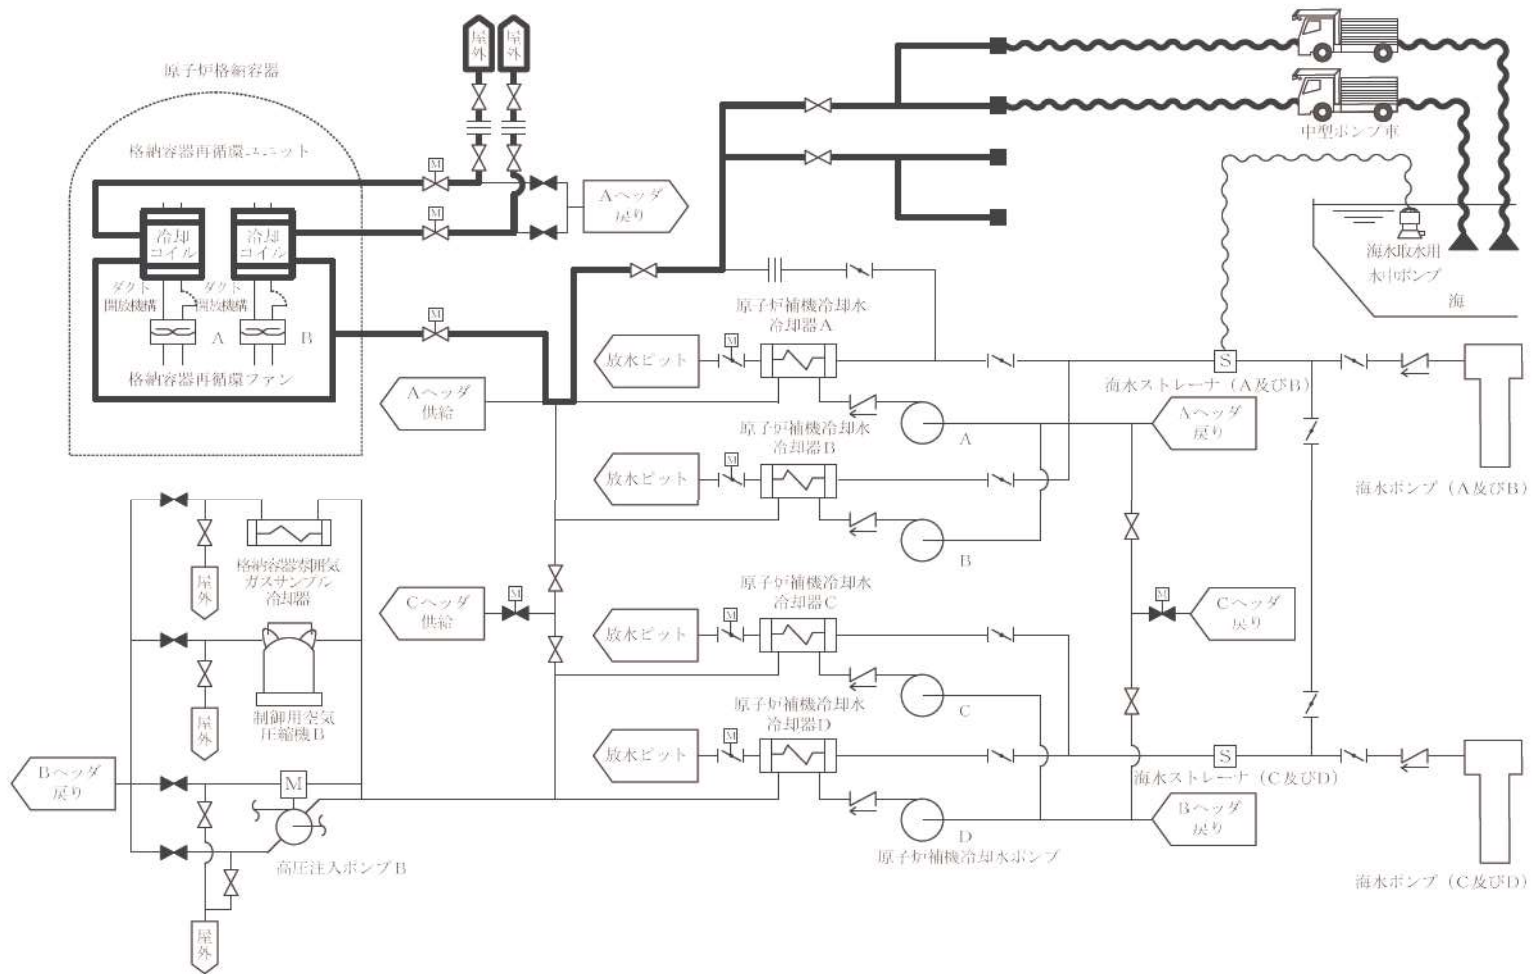 屋外
屋外
原子炉格納容器
格納容器再循環ユニット
M
M
冷却
コイル
冷却
コイル
ダクト
開放機構
ダクト
開放機構
A
B
格納容器再循環ファン
M
Aヘッダ
戻り
中型ポンプ車
海水取水用
水中ポンプ
海
原子炉補機冷却水
冷却器A
放水ピット
M
Aヘッダ
供給
A
S
海水ストレーナ（A及びB）
Aヘッダ
戻り
海水ポンプ（A及びB）
原子炉補機冷却水
冷却器B
放水ピット
M
B
格納容器雰囲気
ガスサンプル
冷却器
屋外
Cヘッダ
供給
M
原子炉補機冷却水
冷却器C
放水ピット
M
C
M
Cヘッダ
戻り
制御用空気
圧縮機B
屋外
原子炉補機冷却水
冷却器D
放水ピット
M
D
原子炉補機冷却水ポンプ
S
海水ストレーナ（C及びD）
Bヘッダ
戻り
海水ポンプ（C及びD）
Bヘッダ
戻り
M
高圧注入ポンプB
屋外